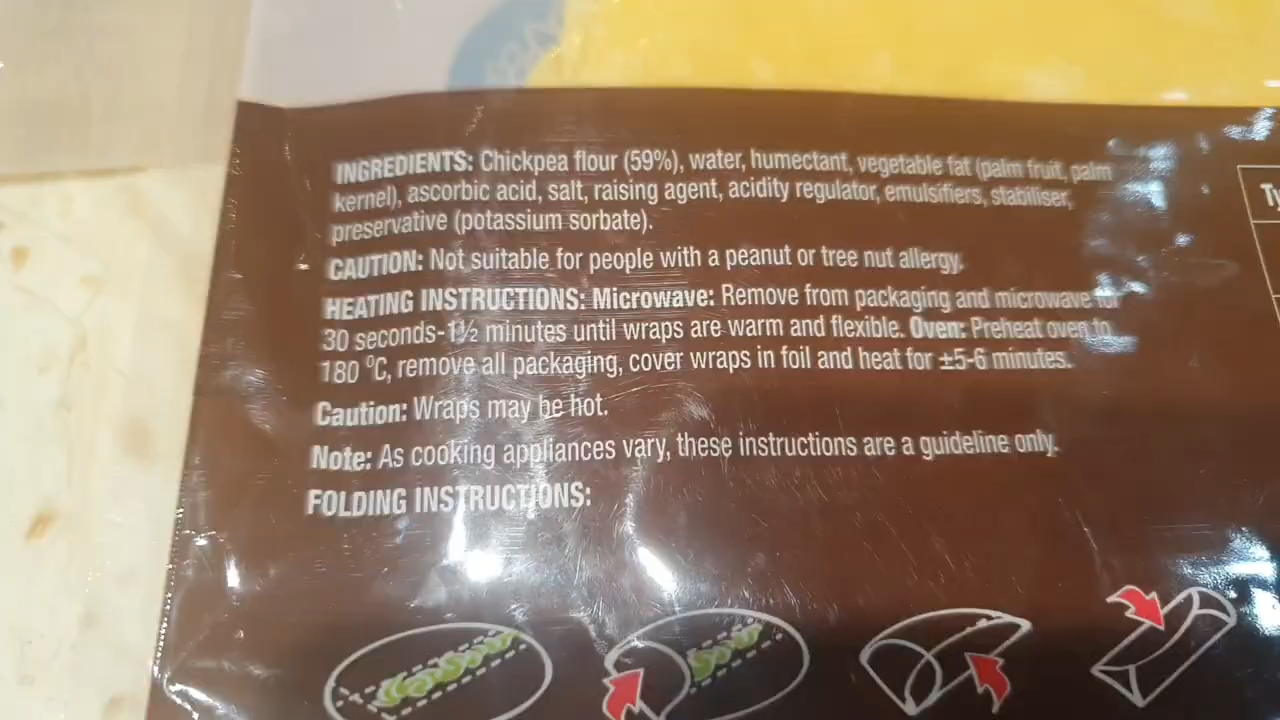 INGREDIENTS: Chickpea flour (59%), water, humectant, vegetable fat (palm fruit, palm
kernel), ascorbic acid, salt, raising agent, acidity regulator, emulsifiers, stabiliser,
preservative (potassium sorbate).
CAUTION: Not suitable for people with a peanut or tree nut allergy.
HEATING INSTRUCTIONS: Microwave: Remove from packaging and microwave for
30 seconds-1½ minutes until wraps are warm and flexible. Oven: Preheat oven to
180 °C, remove all packaging, cover wraps in foil and heat for ±5-6 minutes.
Caution: Wraps may be hot.
Note: As cooking appliances vary, these instructions are a guideline only.
FOLDING INSTRUCTIONS: